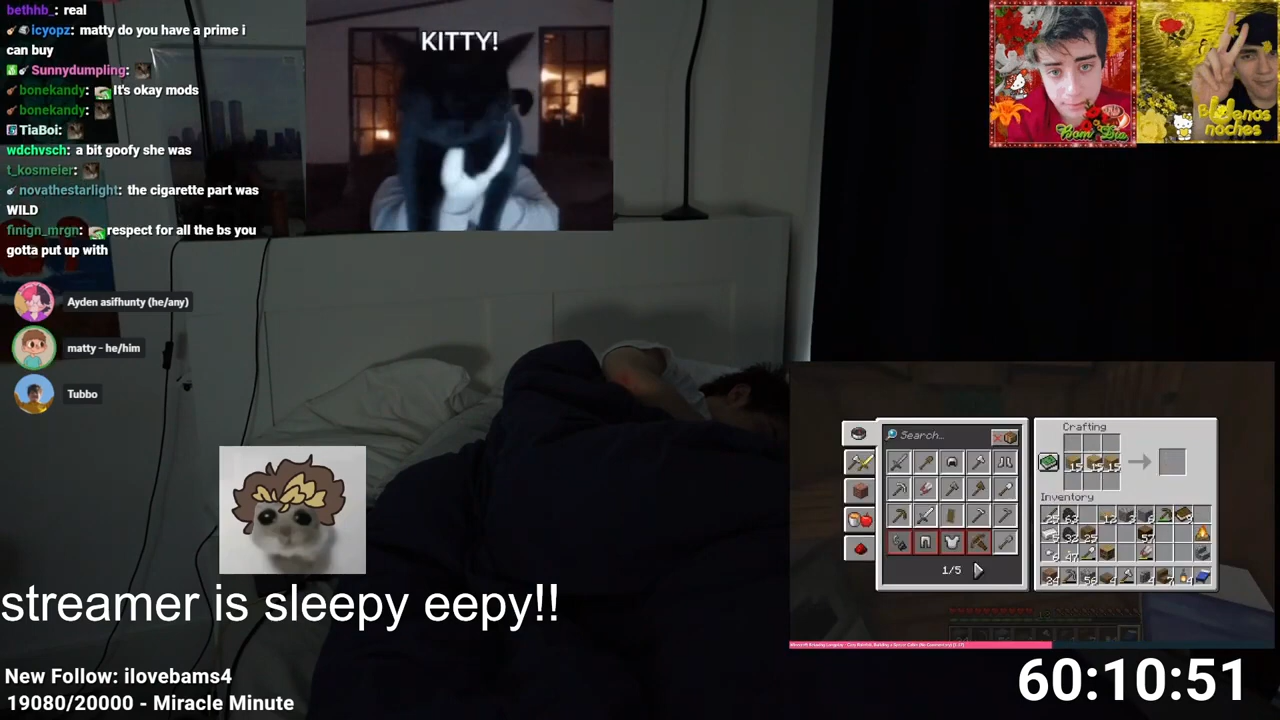 bethhb_: real
icyopz: matty do you have a prime i
can buy
Sunnydumpling:
bonekandy: It's okay mods
bonekandy:
TiaBoi:
wdchvsch: a bit goofy she was
t_kosmeier:
novathestarlight: the cigarette part was
WILD
finign_mrgn: respect for all the bs you
gotta put up with
KITTY!
Bom Dia
Buenas
noches
Ayden asifhunty (he/any)
matty - he/him
Tubbo
Search...
Crafting
15 15 15
Inventory
1/5
streamer is sleepy eepy!!
New Follow: ilovebams4
19080/20000 - Miracle Minute
60:10:51